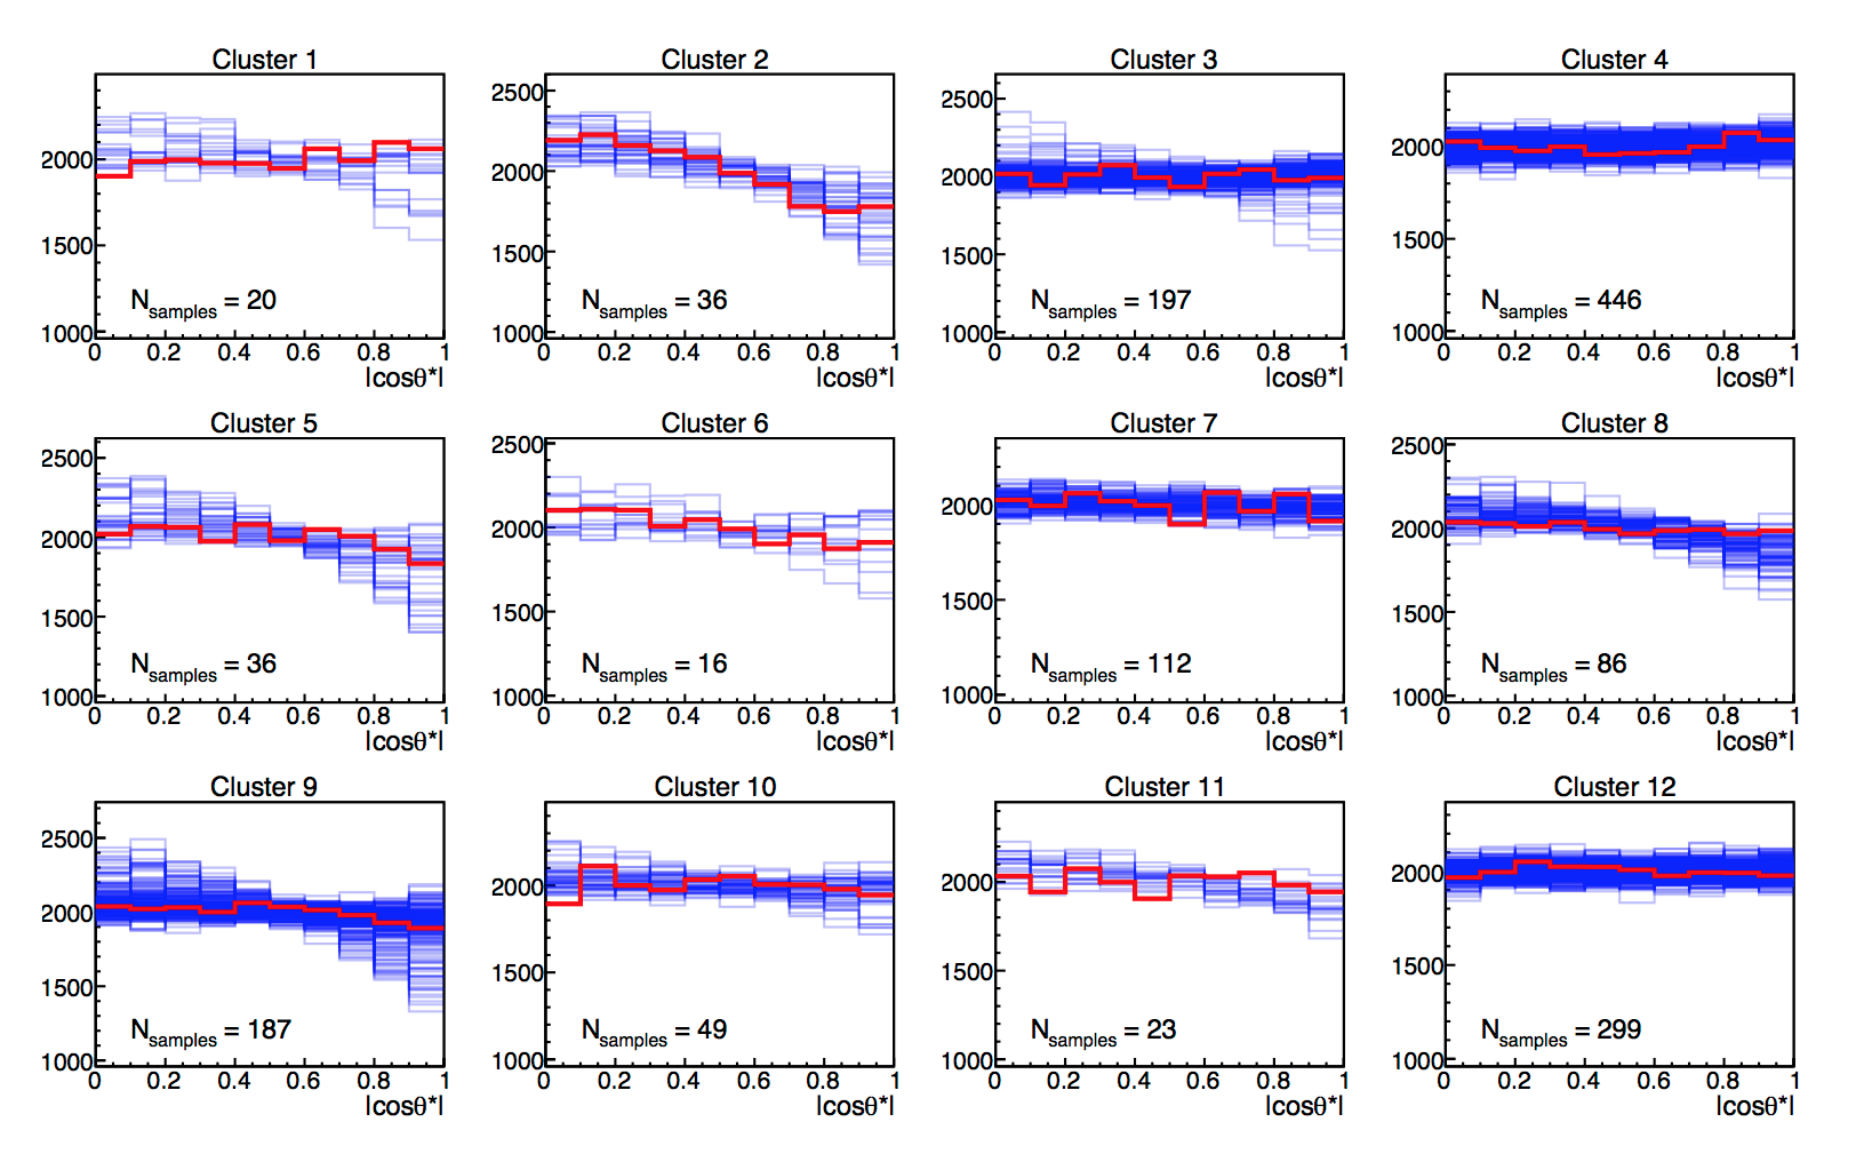 Cluster 1
2000
1500
1000
N_samples = 20
0 0.2 0.4 0.6 0.8 1
|cosθ*|
Cluster 2
2500
2000
1500
1000
N_samples = 36
0 0.2 0.4 0.6 0.8 1
|cosθ*|
Cluster 3
2500
2000
1500
1000
N_samples = 197
0 0.2 0.4 0.6 0.8 1
|cosθ*|
Cluster 4
2000
1500
1000
N_samples = 446
0 0.2 0.4 0.6 0.8 1
|cosθ*|
Cluster 5
2500
2000
1500
1000
N_samples = 36
0 0.2 0.4 0.6 0.8 1
|cosθ*|
Cluster 6
2500
2000
1500
1000
N_samples = 16
0 0.2 0.4 0.6 0.8 1
|cosθ*|
Cluster 7
2000
1500
1000
N_samples = 112
0 0.2 0.4 0.6 0.8 1
|cosθ*|
Cluster 8
2500
2000
1500
1000
N_samples = 86
0 0.2 0.4 0.6 0.8 1
|cosθ*|
Cluster 9
2500
2000
1500
1000
N_samples = 187
0 0.2 0.4 0.6 0.8 1
|cosθ*|
Cluster 10
2000
1500
1000
N_samples = 49
0 0.2 0.4 0.6 0.8 1
|cosθ*|
Cluster 11
2000
1500
1000
N_samples = 23
0 0.2 0.4 0.6 0.8 1
|cosθ*|
Cluster 12
2000
1500
1000
N_samples = 299
0 0.2 0.4 0.6 0.8 1
|cosθ*|